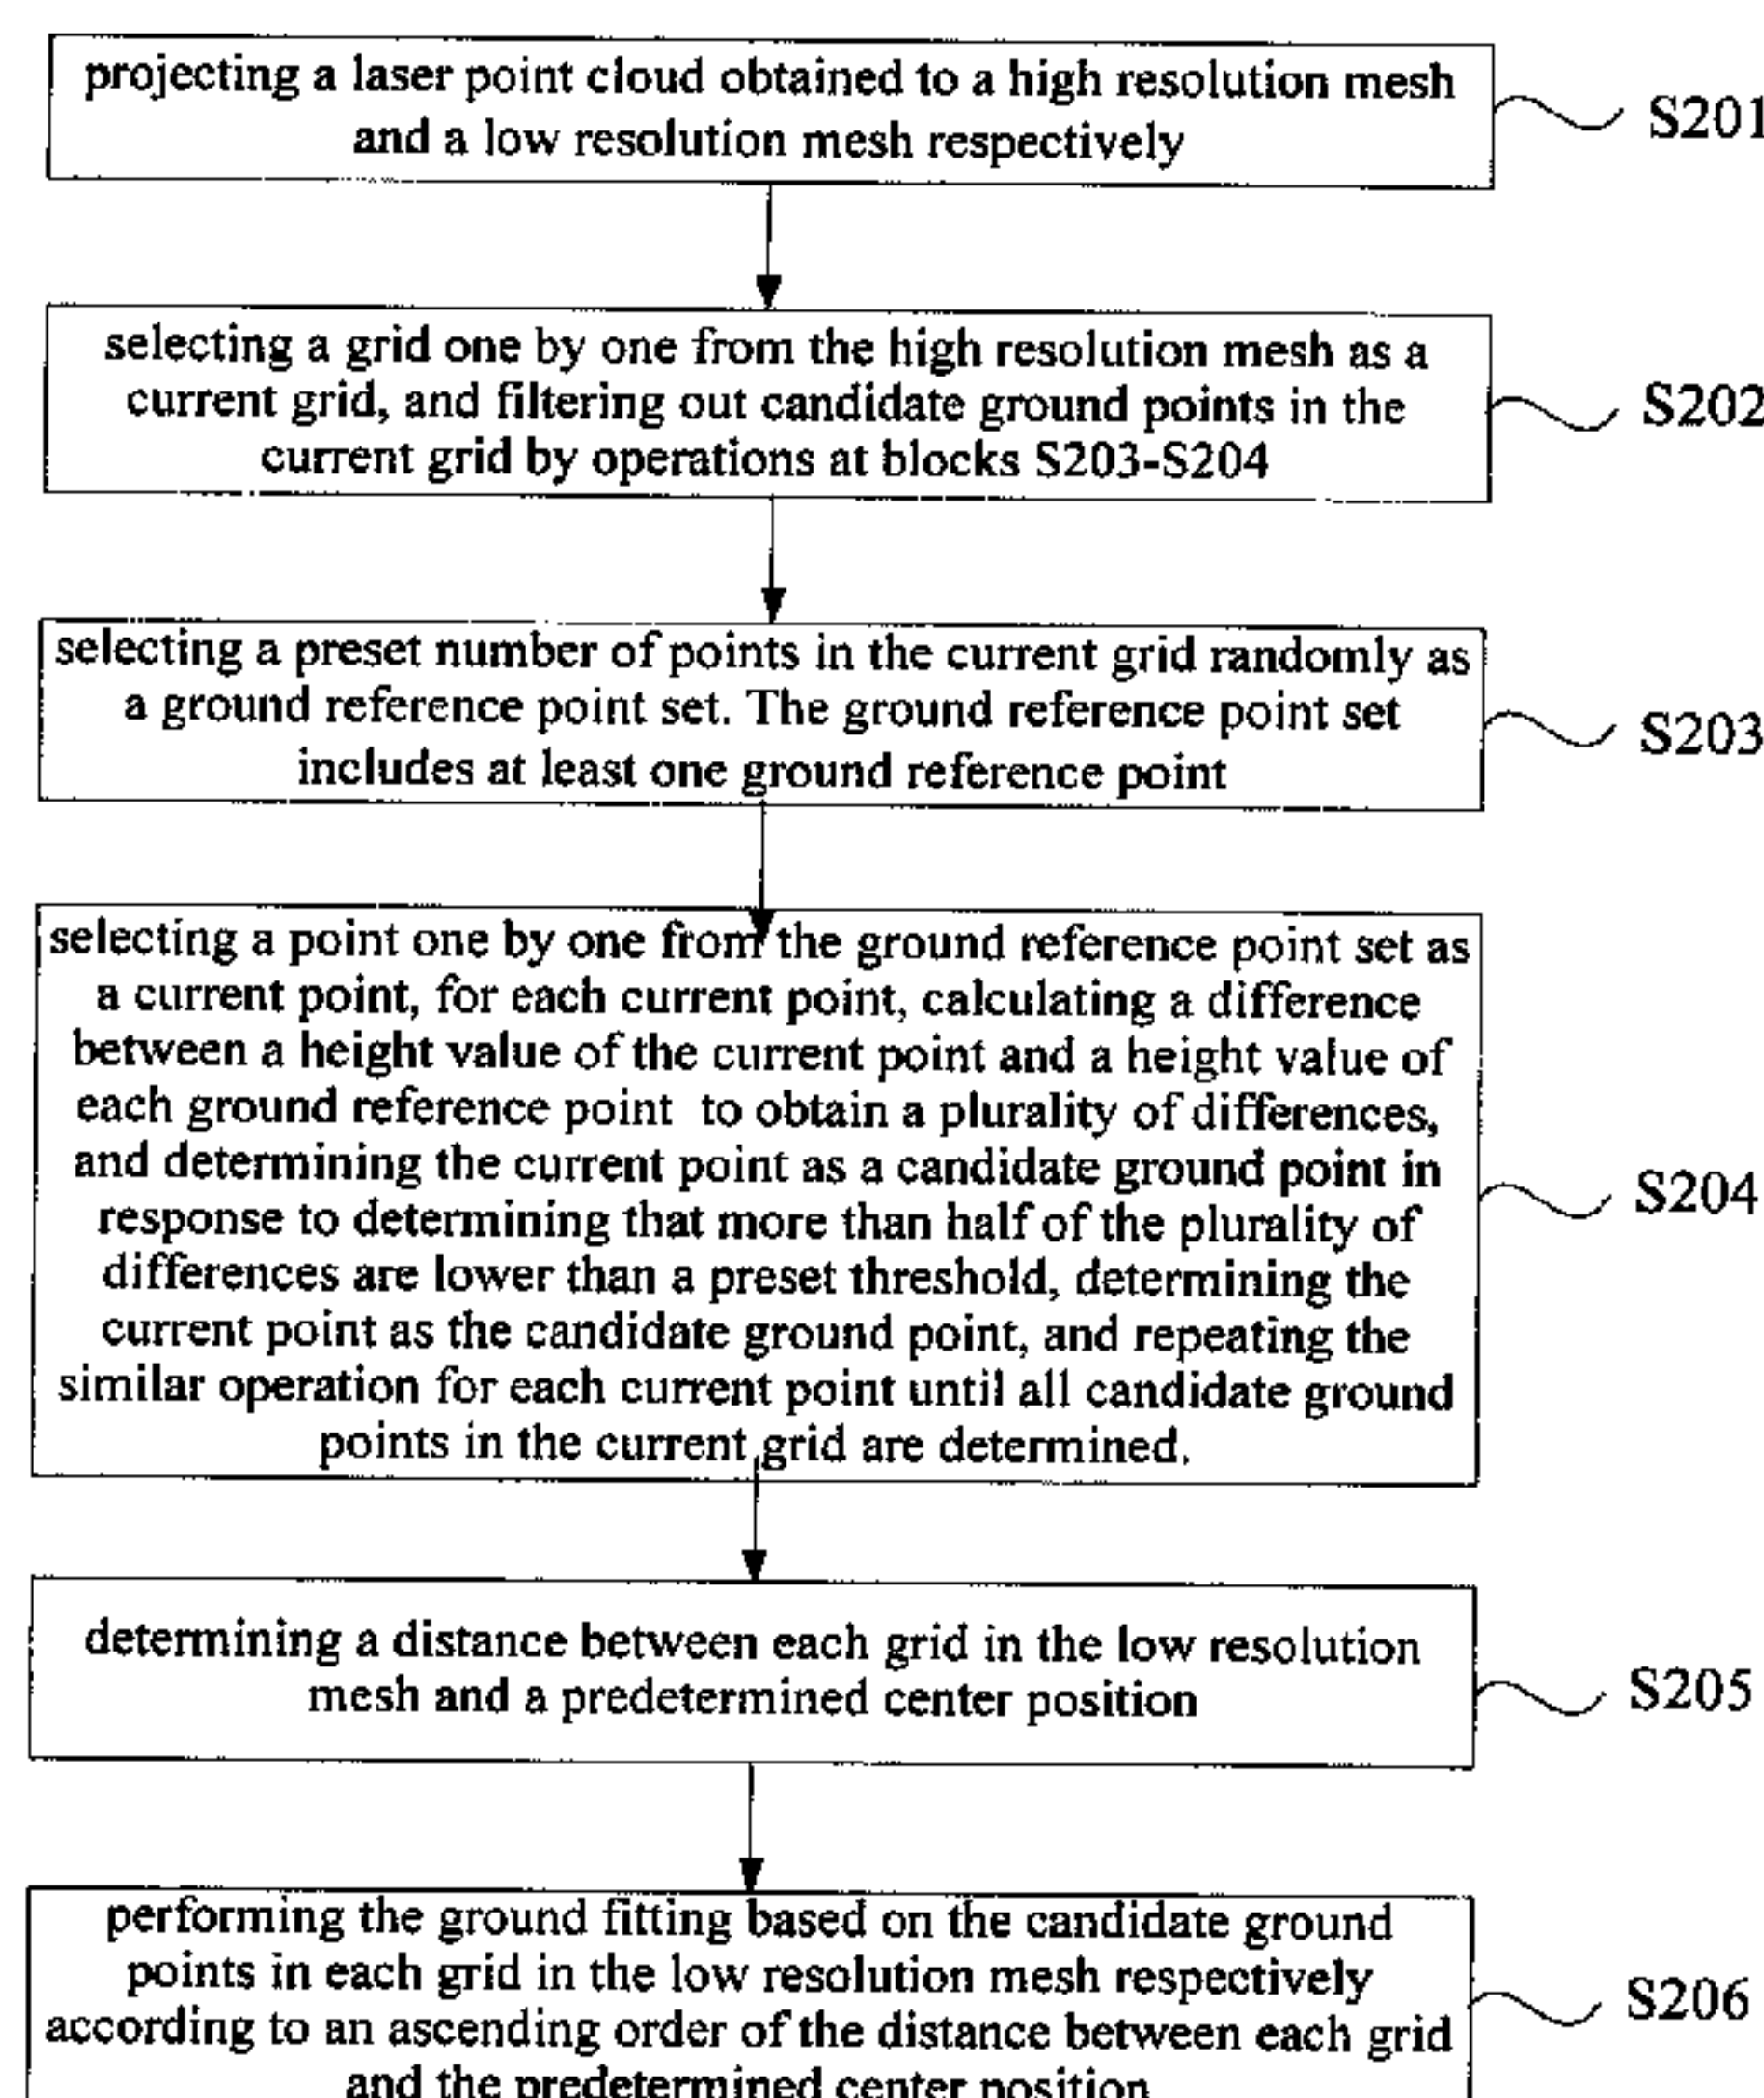 projecting a laser point cloud obtained to a high resolution mesh
and a low resolution mesh respectively
S201
selecting a grid one by one from the high resolution mesh as a
current grid, and filtering out candidate ground points in the
current grid by operations at blocks S203-S204
S202
selecting a preset number of points in the current grid randomly as
a ground reference point set. The ground reference point set
includes at least one ground reference point
S203
selecting a point one by one from the ground reference point set as
a current point, for each current point, calculating a difference
between a height value of the current point and a height value of
each ground reference point to obtain a plurality of differences,
and determining the current point as a candidate ground point in
response to determining that more than half of the plurality of
differences are lower than a preset threshold, determining the
current point as the candidate ground point, and repeating the
similar operation for each current point until all candidate ground
points in the current grid are determined.
S204
determining a distance between each grid in the low resolution
mesh and a predetermined center position
S205
performing the ground fitting based on the candidate ground
points in each grid in the low resolution mesh respectively
according to an ascending order of the distance between each grid
and the predetermined center position
S206